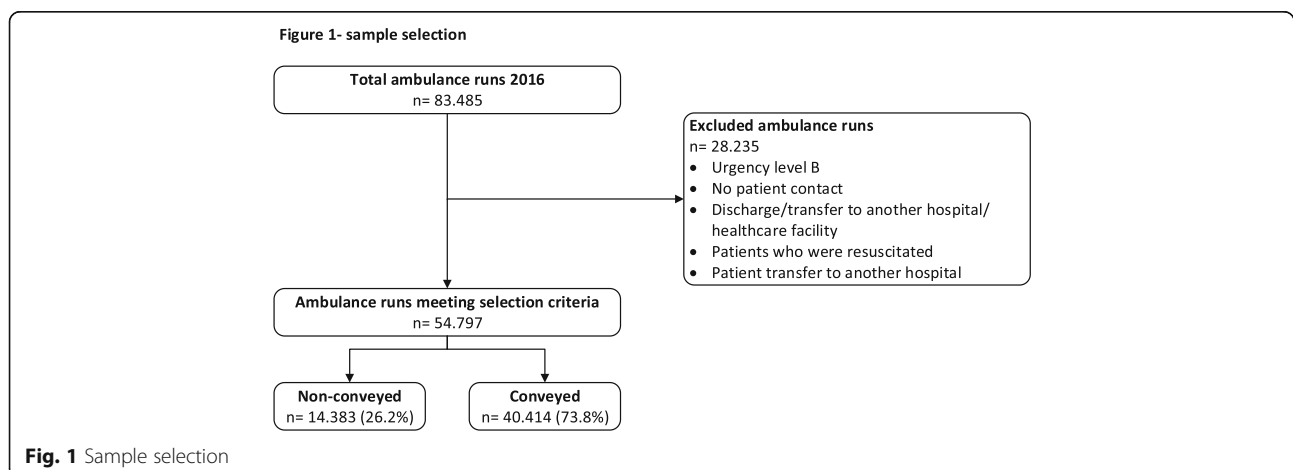 Figure 1- sample selection
Total ambulance runs 2016
n= 83.485
Excluded ambulance runs
n= 28.235
• Urgency level B
• No patient contact
• Discharge/transfer to another hospital/
healthcare facility
• Patients who were resuscitated
• Patient transfer to another hospital
Ambulance runs meeting selection criteria
n= 54.797
Non-conveyed
n= 14.383 (26.2%)
Conveyed
n= 40.414 (73.8%)
Fig. 1 Sample selection